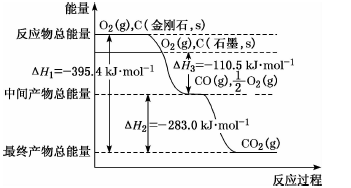 能量
O₂(g),C(金刚石,s)
反应物总能量
O₂(g),C(石墨,s)
ΔH₃=-110.5 kJ·mol⁻¹
ΔH₁=-395.4 kJ·mol⁻¹
CO(g),1/2O₂(g)
中间产物总能量
ΔH₂=-283.0 kJ·mol⁻¹
CO₂(g)
最终产物总能量
反应过程